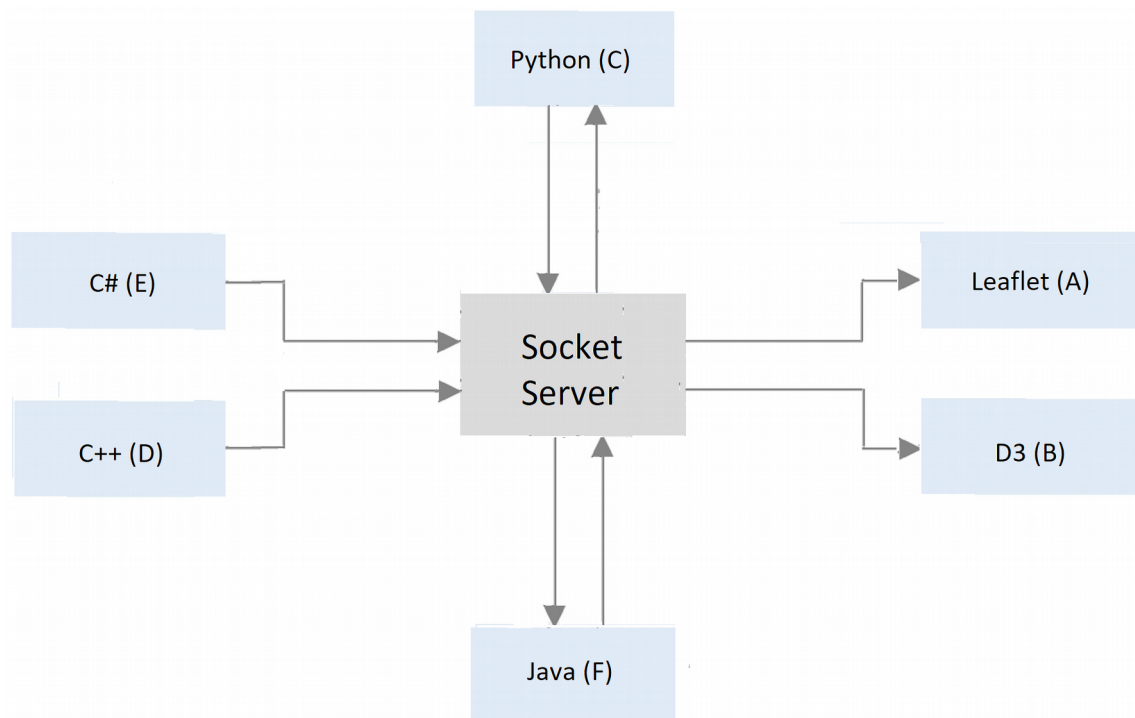 Python (C)
C# (E)
Leaflet (A)
Socket
Server
C++ (D)
D3 (B)
Java (F)